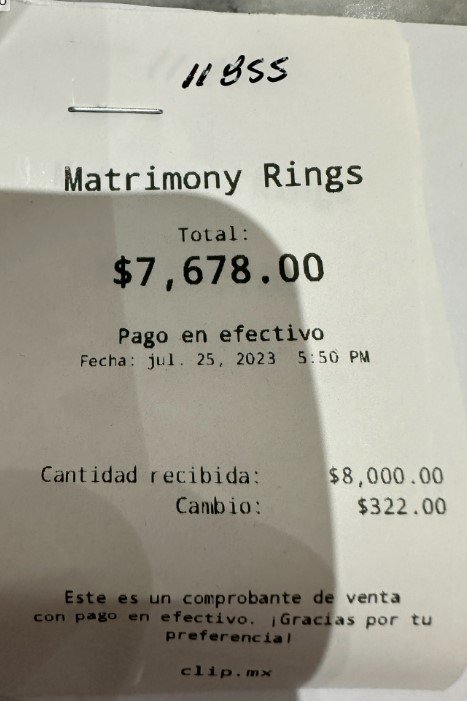 11855
Matrimony Rings
Total:
$7,678.00
Pago en efectivo
Fecha: jul. 25, 2023 5:50 PM
Cantidad recibida: $8,000.00
Cambio: $322.00
Este es un comprobante de venta
con pago en efectivo. ¡Gracias por tu
preferencia!
clip.mx